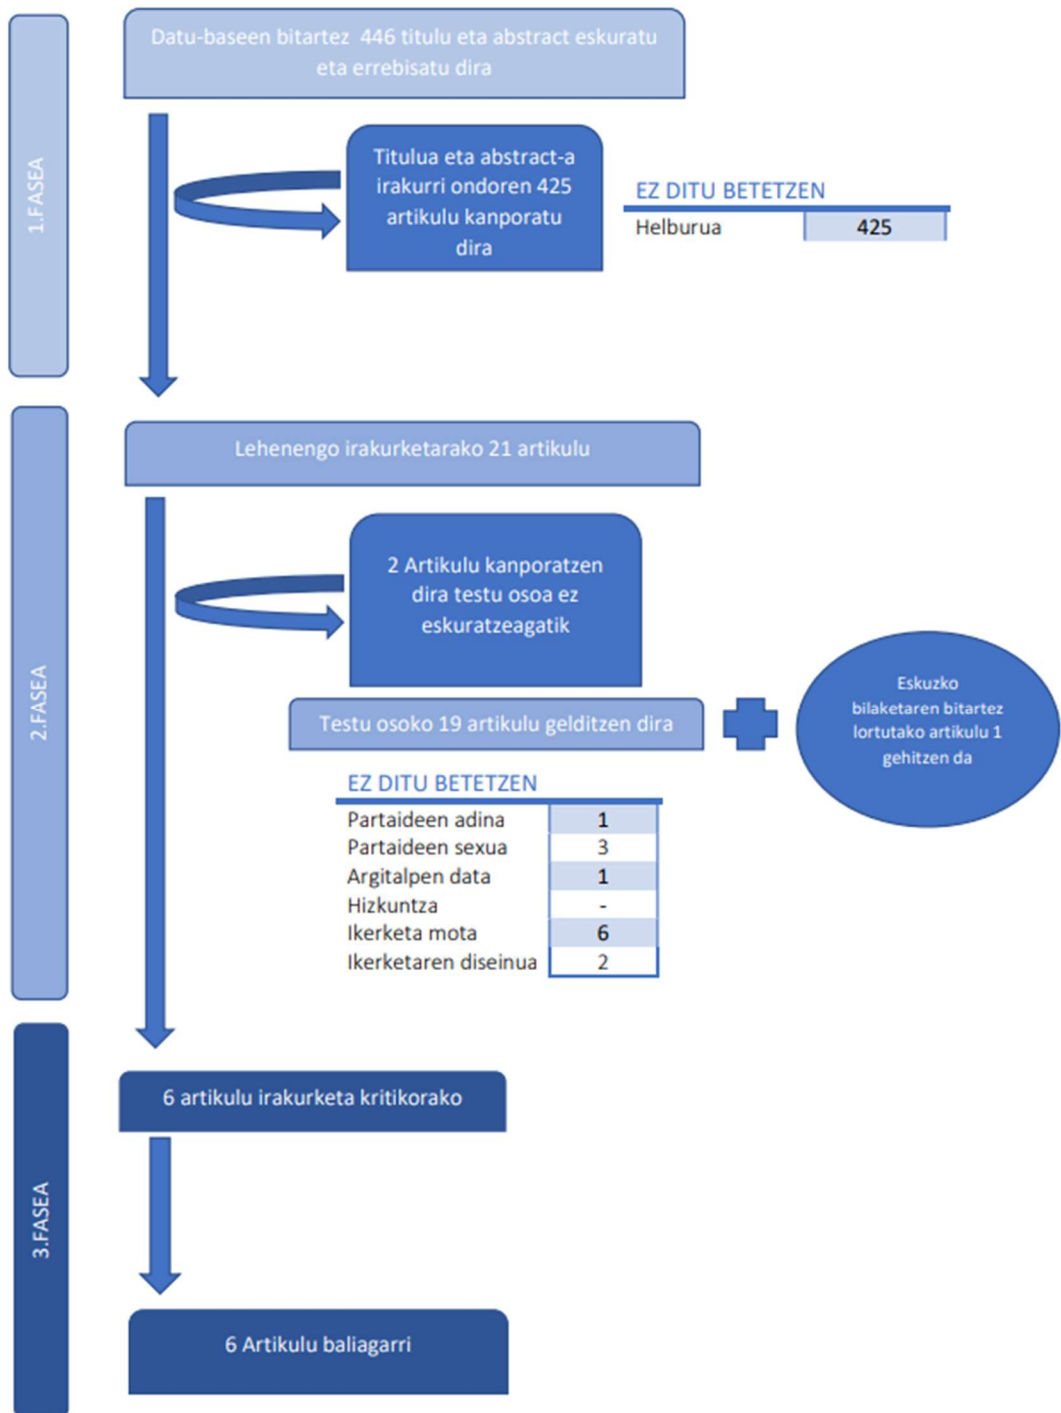 1.FASEA
Datu-baseen bitartez 446 titulu eta abstract eskuratu
eta errebisatu dira
Titulua eta abstract-a
irakurri ondoren 425
artikulu kanporatu
dira
EZ DITU BETETZEN
Helburua 425
2.FASEA
Lehenengo irakurketarako 21 artikulu
2 Artikulu kanporatzen
dira testu osoa ez
eskuratzeagatik
Testu osoko 19 artikulu gelditzen dira
Eskuzko
bilaketaren bitartez
lortutako artikulu 1
gehitzen da
EZ DITU BETETZEN
Partaideen adina 1
Partaideen sexua 3
Argitalpen data 1
Hizkuntza -
Ikerketa mota 6
Ikerketaren diseinua 2
3.FASEA
6 artikulu irakurketa kritikorako
6 Artikulu baliagarri